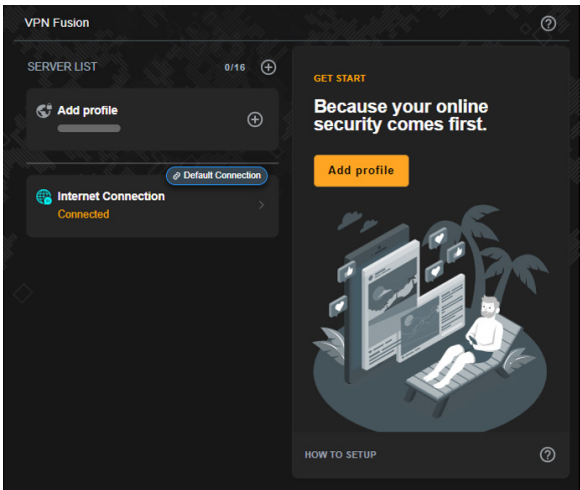 VPN Fusion
SERVER LIST
0/16
Add profile
Default Connection
Internet Connection
Connected
GET START
Because your online
security comes first.
Add profile
HOW TO SETUP